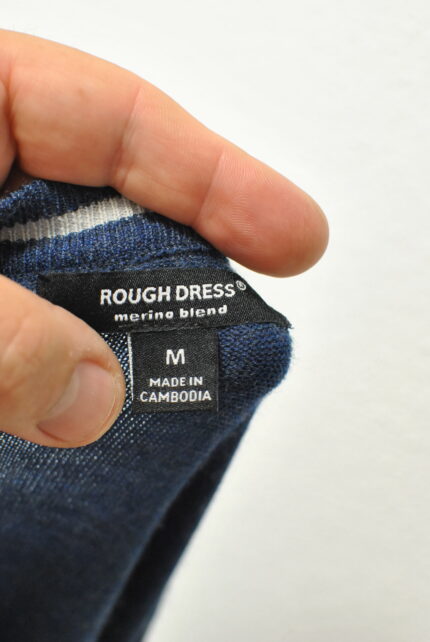 ROUGH DRESS®
merino blend
M
MADE IN
CAMBODIA